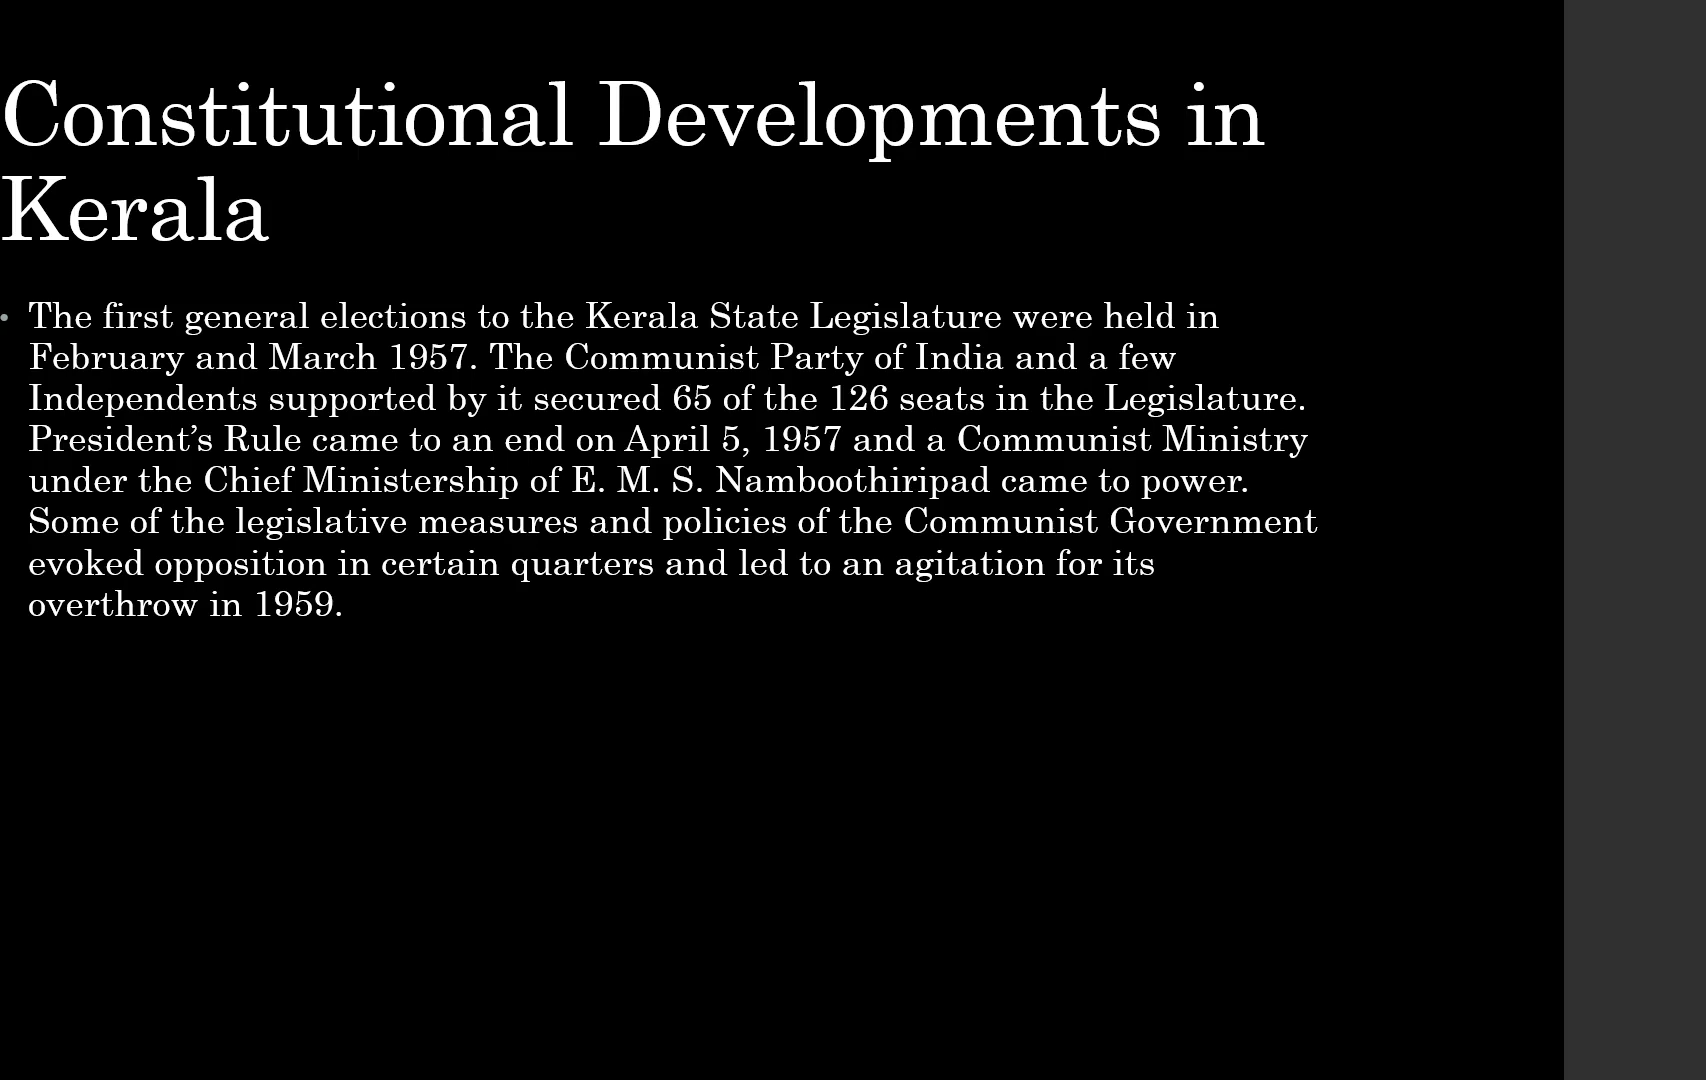 Constitutional Developments in
Kerala
• The first general elections to the Kerala State Legislature were held in
February and March 1957. The Communist Party of India and a few
Independents supported by it secured 65 of the 126 seats in the Legislature.
President’s Rule came to an end on April 5, 1957 and a Communist Ministry
under the Chief Ministership of E. M. S. Namboothiripad came to power.
Some of the legislative measures and policies of the Communist Government
evoked opposition in certain quarters and led to an agitation for its
overthrow in 1959.